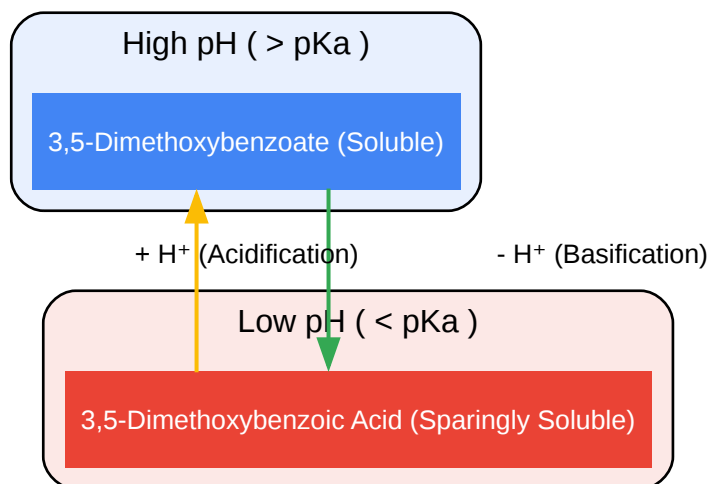 High pH ( > pKa )
3,5-Dimethoxybenzoate (Soluble)
+ H⁺ (Acidification)
- H⁺ (Basification)
Low pH ( < pKa )
3,5-Dimethoxybenzoic Acid (Sparingly Soluble)